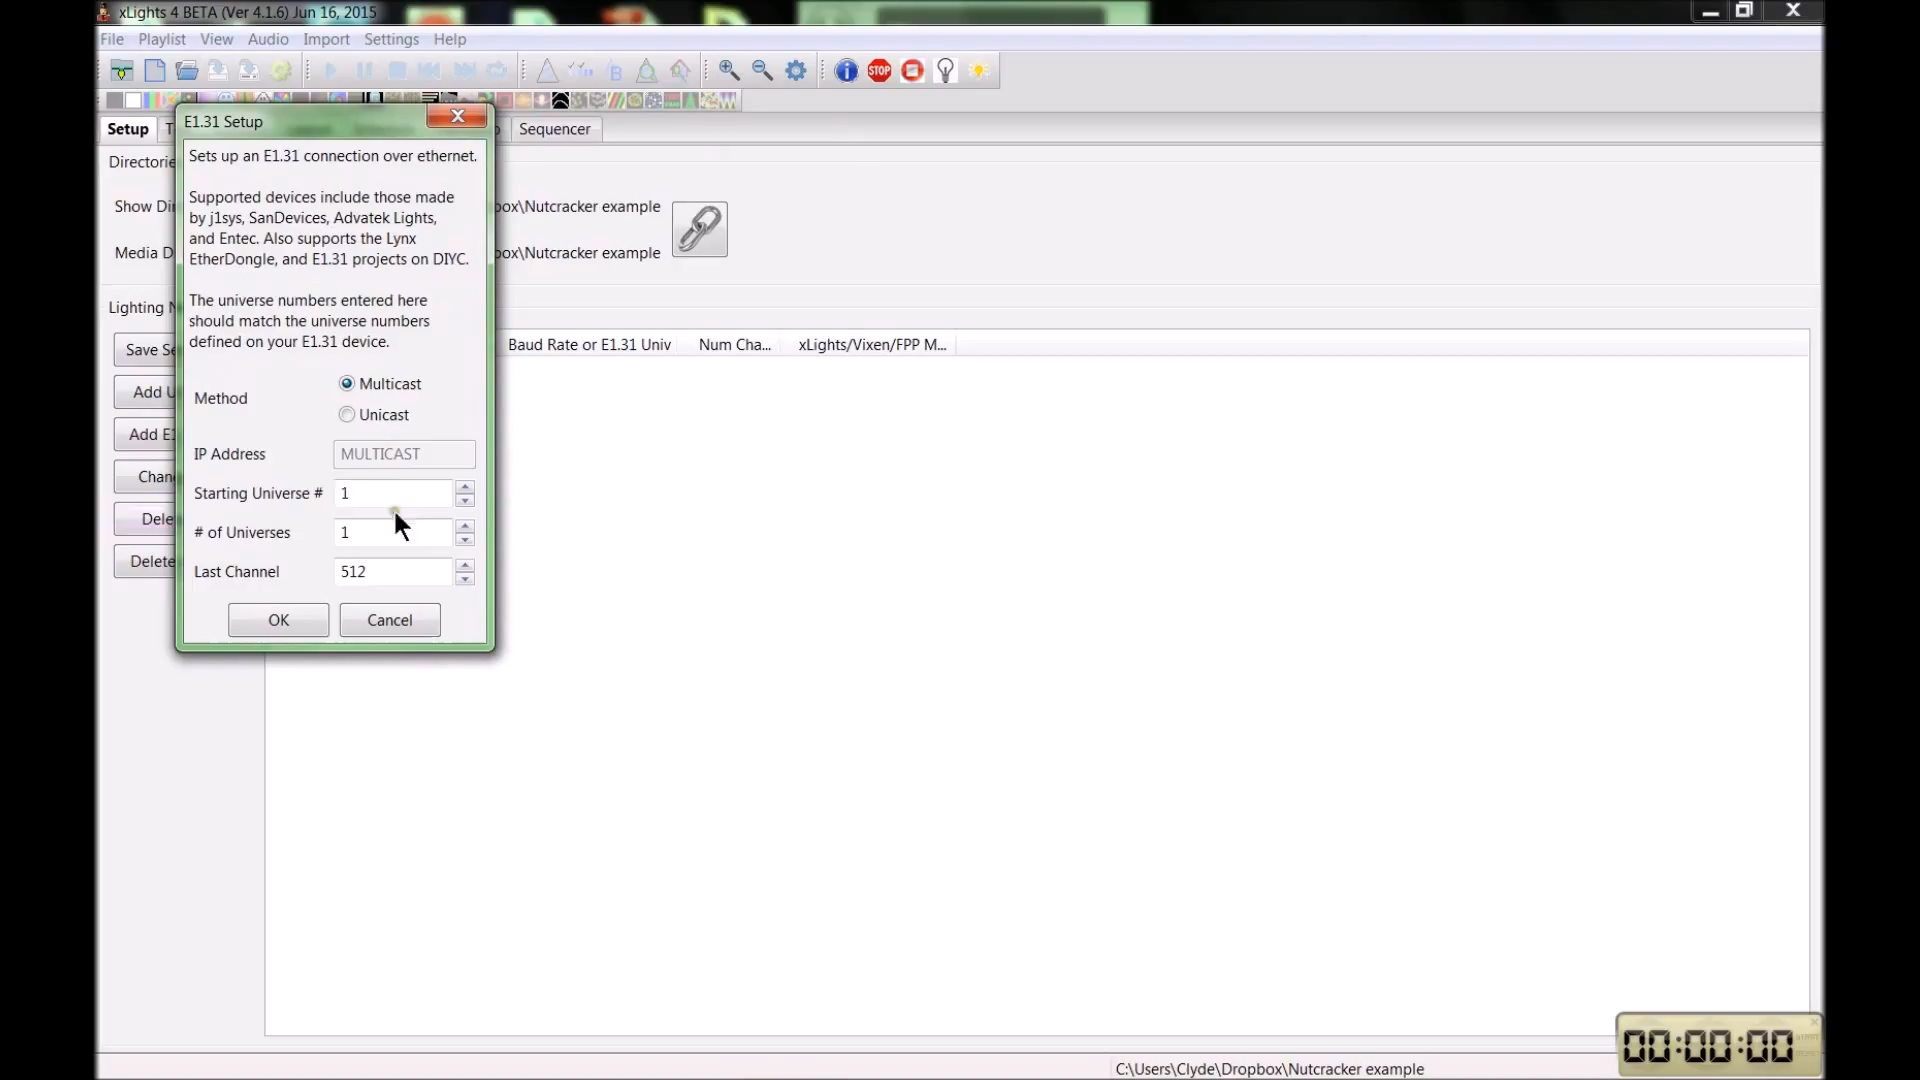 xLights 4 BETA (Ver 4.1.6) Jun 16, 2015
File Playlist View Audio Import Settings Help
STOP
Setup
Sequencer
E1.31 Setup
Sets up an E1.31 connection over ethernet.
Supported devices include those made
by j1sys, SanDevices, Advatek Lights,
and Entec. Also supports the Lynx
EtherDongle, and E1.31 projects on DIYC.
The universe numbers entered here
should match the universe numbers
defined on your E1.31 device.
Method
Multicast
Unicast
IP Address MULTICAST
Starting Universe # 1
# of Universes 1
Last Channel 512
OK Cancel
Directorie
Show Dir
box\Nutcracker example
Media D
box\Nutcracker example
Lighting N
Save Se
Add U
Add E1
Chan
Dele
Delete
Baud Rate or E1.31 Univ Num Cha... xLights/Vixen/FPP M...
00:00:00
C:\Users\Clyde\Dropbox\Nutcracker example